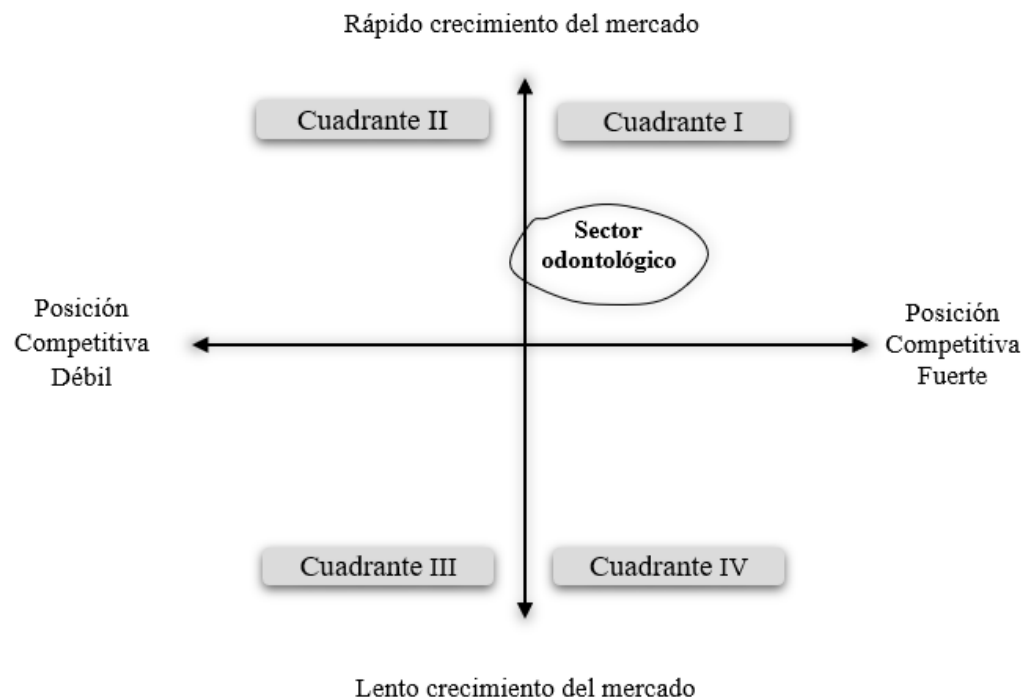 Rápido crecimiento del mercado
Cuadrante II
Cuadrante I
Sector
odontológico
Posición
Competitiva
Débil
Posición
Competitiva
Fuerte
Cuadrante III
Cuadrante IV
Lento crecimiento del mercado